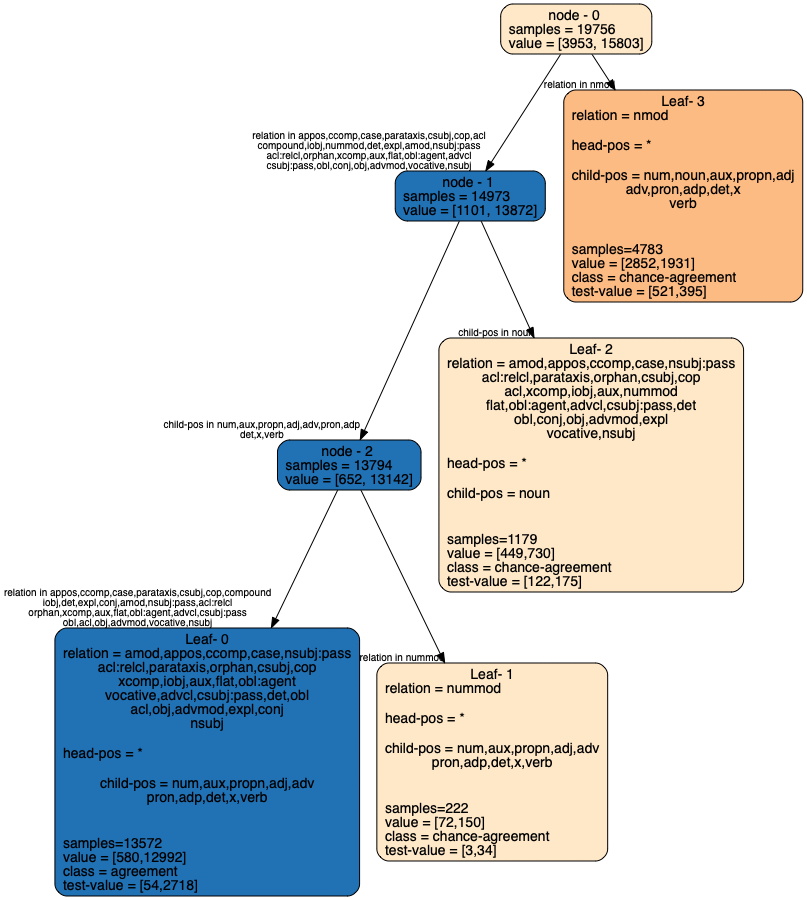 node - 0
samples = 19756
value = [3953, 15803]
relation in nmod
Leaf- 3
relation = nmod
head-pos = *
child-pos = num,noun,aux,propn,adj
adv,pron,adp,det,x
verb
samples=4783
value = [2852,1931]
class = chance-agreement
test-value = [521,395]
relation in appos,ccomp,case,parataxis,csubj,cop,acl
compound,iobj,nummod,det,expl,amod,nsubj:pass
acl:relcl,orphan,xcomp,aux,flat,obl:agent,advcl
csubj:pass,obl,conj,obj,advmod,vocative,nsubj
node - 1
samples = 14973
value = [1101, 13872]
child-pos in noun
Leaf- 2
relation = amod,appos,ccomp,case,nsubj:pass
acl:relcl,parataxis,orphan,csubj,cop
acl,xcomp,iobj,aux,nummod
flat,obl:agent,advcl,csubj:pass,det
obl,conj,obj,advmod,expl
vocative,nsubj
head-pos = *
child-pos = noun
samples=1179
value = [449,730]
class = chance-agreement
test-value = [122,175]
child-pos in num,aux,propn,adj,adv,pron,adp
det,x,verb
node - 2
samples = 13794
value = [652, 13142]
relation in appos,ccomp,case,parataxis,csubj,cop,compound
iobj,det,expl,conj,amod,nsubj:pass,acl:relcl
orphan,xcomp,aux,flat,obl:agent,advcl,csubj:pass
obl,acl,obj,advmod,vocative,nsubj
Leaf- 0
relation = amod,appos,ccomp,case,nsubj:pass
acl:relcl,parataxis,orphan,csubj,cop
xcomp,iobj,aux,flat,obl:agent
vocative,advcl,csubj:pass,det,obl
acl,obj,advmod,expl,conj
nsubj
head-pos = *
child-pos = num,aux,propn,adj,adv
pron,adp,det,x,verb
samples=13572
value = [580,12992]
class = agreement
test-value = [54,2718]
relation in nummod
Leaf- 1
relation = nummod
head-pos = *
child-pos = num,aux,propn,adj,adv
pron,adp,det,x,verb
samples=222
value = [72,150]
class = chance-agreement
test-value = [3,34]